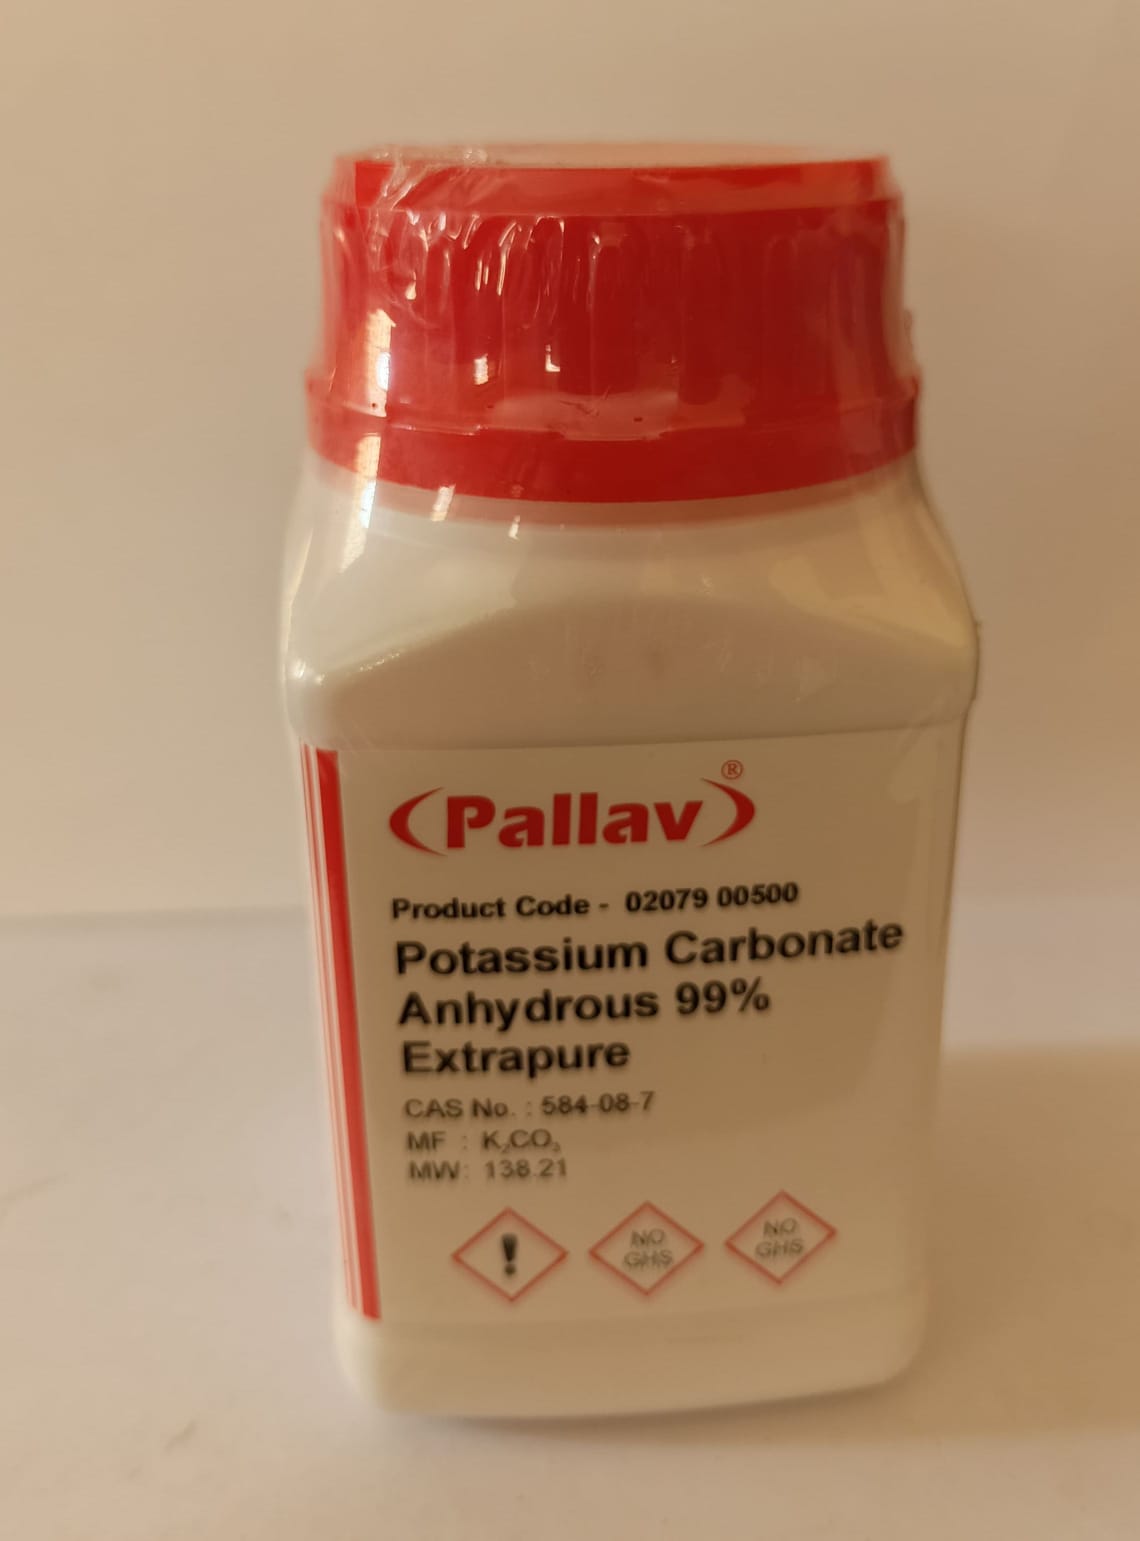 (Pallav)®
Product Code - 02079 00500
Potassium Carbonate
Anhydrous 99%
Extrapure
CAS No. : 584-08-7
MF : K₂CO₃
MW: 138.21
!
NO
GHS
NO
GHS